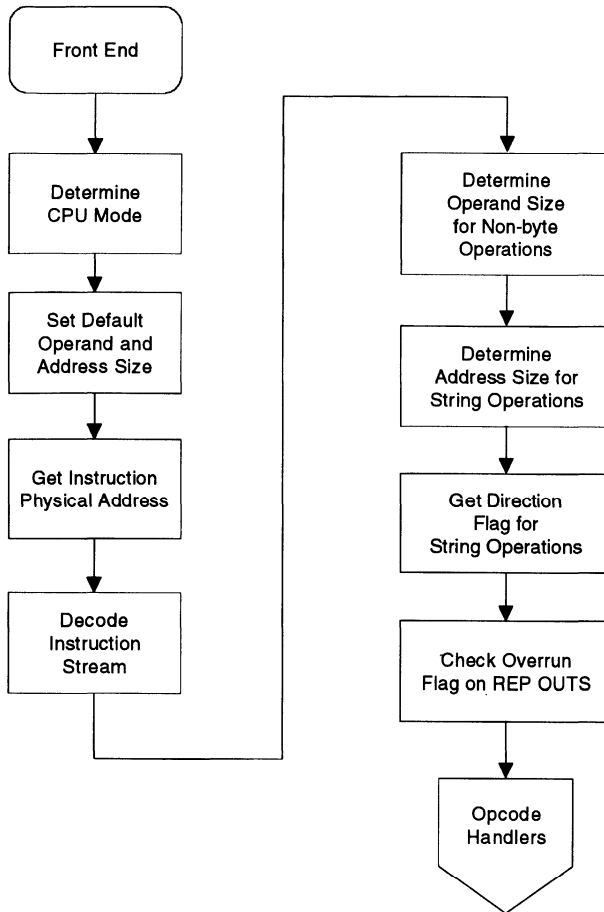 Front End
Determine
CPU Mode
Set Default
Operand and
Address Size
Get Instruction
Physical Address
Decode
Instruction
Stream
Determine
Operand Size
for Non-byte
Operations
Determine
Address Size for
String Operations
Get Direction
Flag for
String Operations
Check Overrun
Flag on REP OUTS
Opcode
Handlers